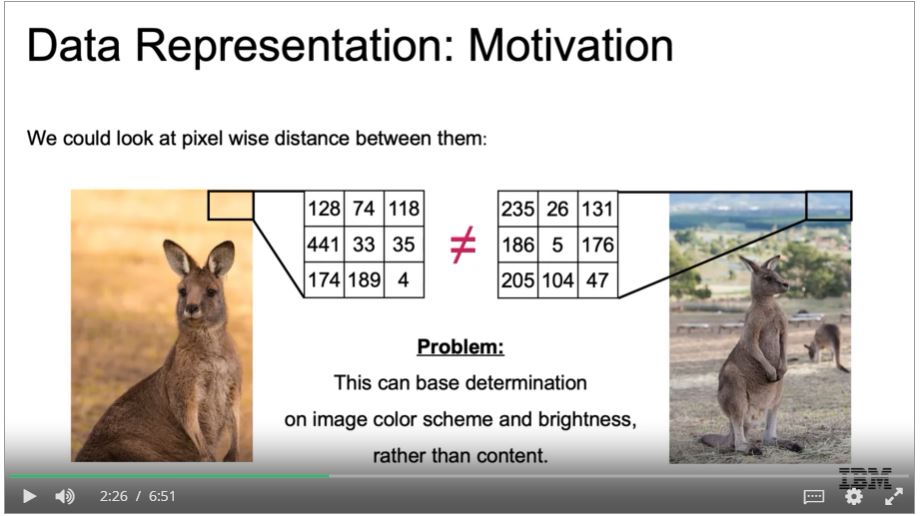 Data Representation: Motivation
We could look at pixel wise distance between them:
128 74 118
441 33 35
174 189 4
≠
235 26 131
186 5 176
205 104 47
Problem:
This can base determination
on image color scheme and brightness,
rather than content.
IBM
2:26 / 6:51